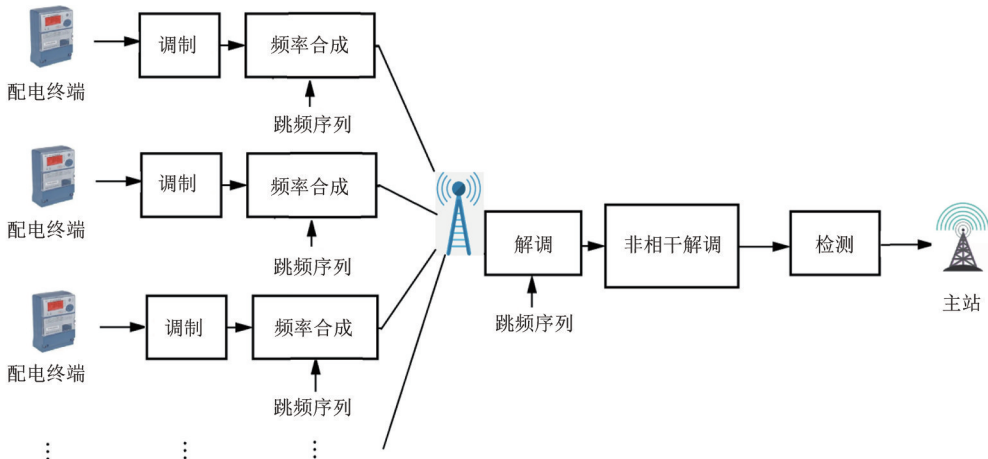 调制
频率合成
配电终端
跳频序列
调制
频率合成
配电终端
跳频序列
解调
非相干解调
检测
跳频序列
主站
调制
频率合成
配电终端
跳频序列
⋮ ⋮ ⋮